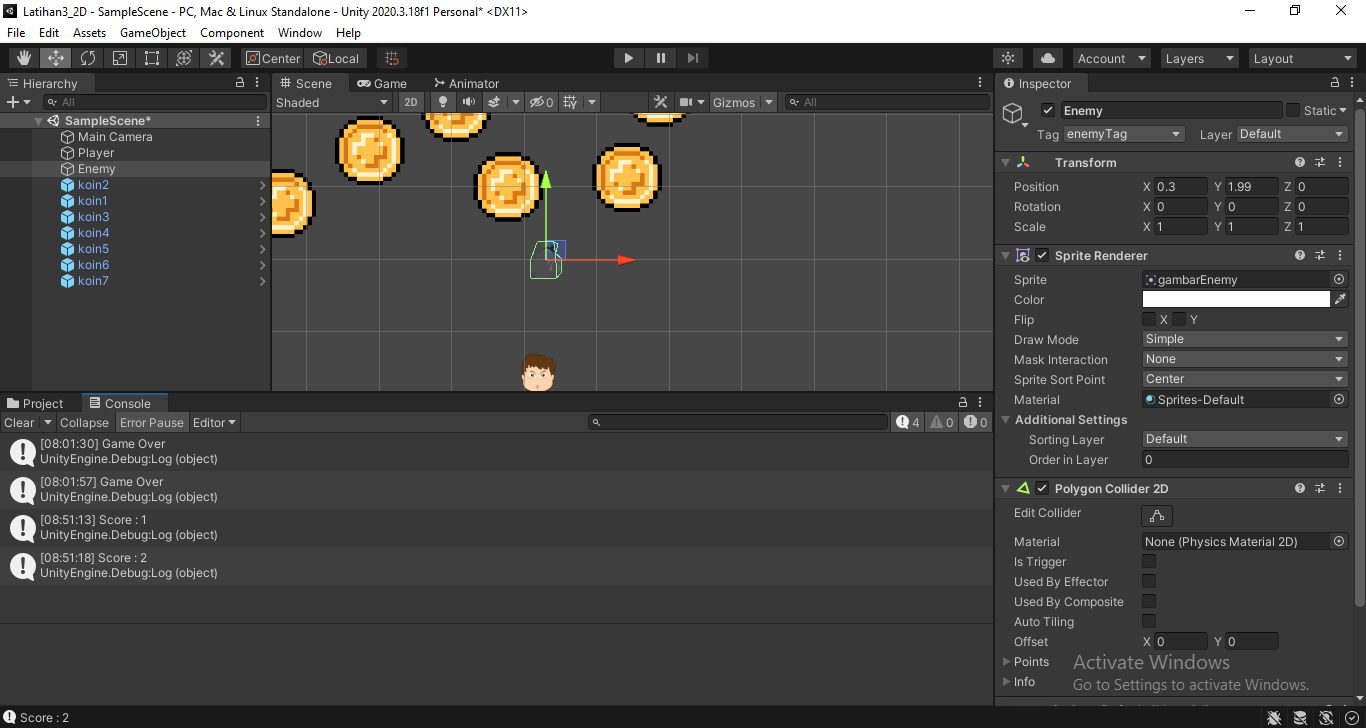 Latihan3_2D - SampleScene - PC, Mac & Linux Standalone - Unity 2020.3.18f1 Personal* <DX11>
File Edit Assets GameObject Component Window Help
Center Local Account Layers Layout
Hierarchy
All
SampleScene*
Main Camera
Player
Enemy
koin2
koin1
koin3
koin4
koin5
koin6
koin7
Scene Game Animator
Shaded 2D 0 Gizmos All
Project Console
Clear Collapse Error Pause Editor 4 0 0
[08:01:30] Game Over
UnityEngine.Debug:Log (object)
[08:01:57] Game Over
UnityEngine.Debug:Log (object)
[08:51:13] Score : 1
UnityEngine.Debug:Log (object)
[08:51:18] Score : 2
UnityEngine.Debug:Log (object)
Inspector
Enemy Static
Tag enemyTag Layer Default
Transform
Position X 0.3 Y 1.99 Z 0
Rotation X 0 Y 0 Z 0
Scale X 1 Y 1 Z 1
Sprite Renderer
Sprite gambarEnemy
Color
Flip X Y
Draw Mode Simple
Mask Interaction None
Sprite Sort Point Center
Material Sprites-Default
Additional Settings
Sorting Layer Default
Order in Layer 0
Polygon Collider 2D
Edit Collider
Material None (Physics Material 2D)
Is Trigger
Used By Effector
Used By Composite
Auto Tiling
Offset X 0 Y 0
Points
Info
Activate Windows
Go to Settings to activate Windows.
Score : 2